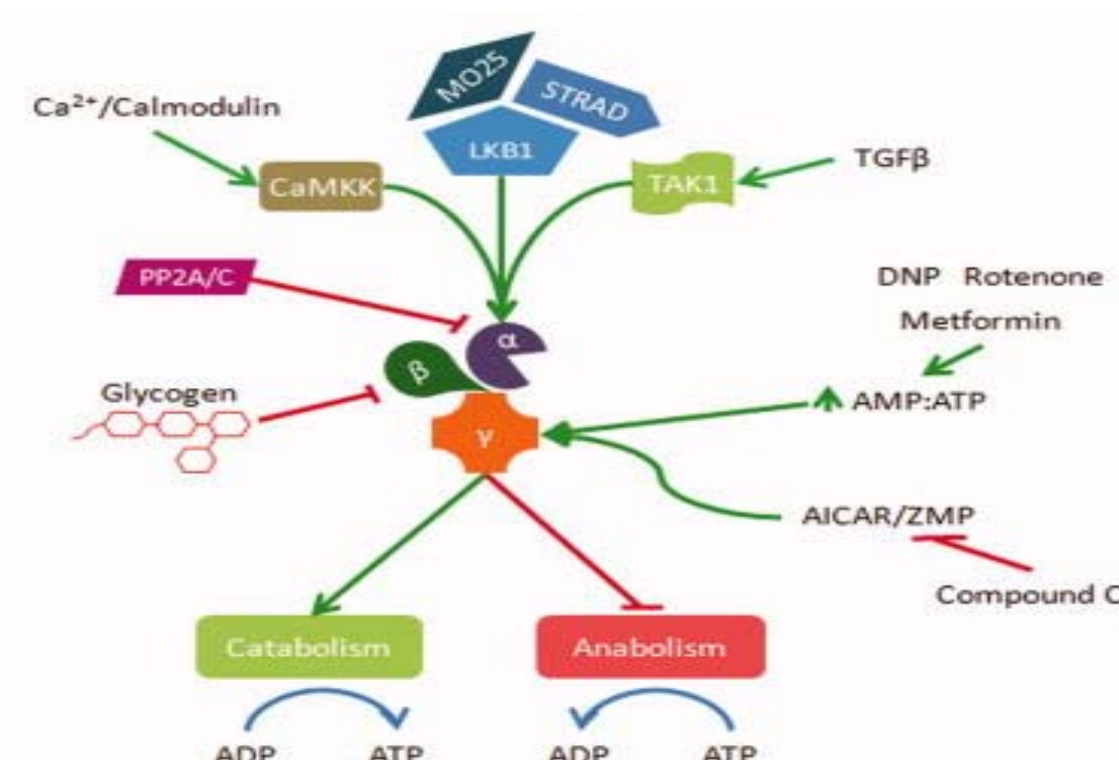 MO25
STRAD
Ca²⁺/Calmodulin
LKB1
TGFβ
CaMKK
TAK1
PP2A/C
DNP Rotenone
Metformin
α
β
Glycogen
AMP:ATP
γ
AICAR/ZMP
Compound C
Catabolism
Anabolism
ADP ATP ADP ATP